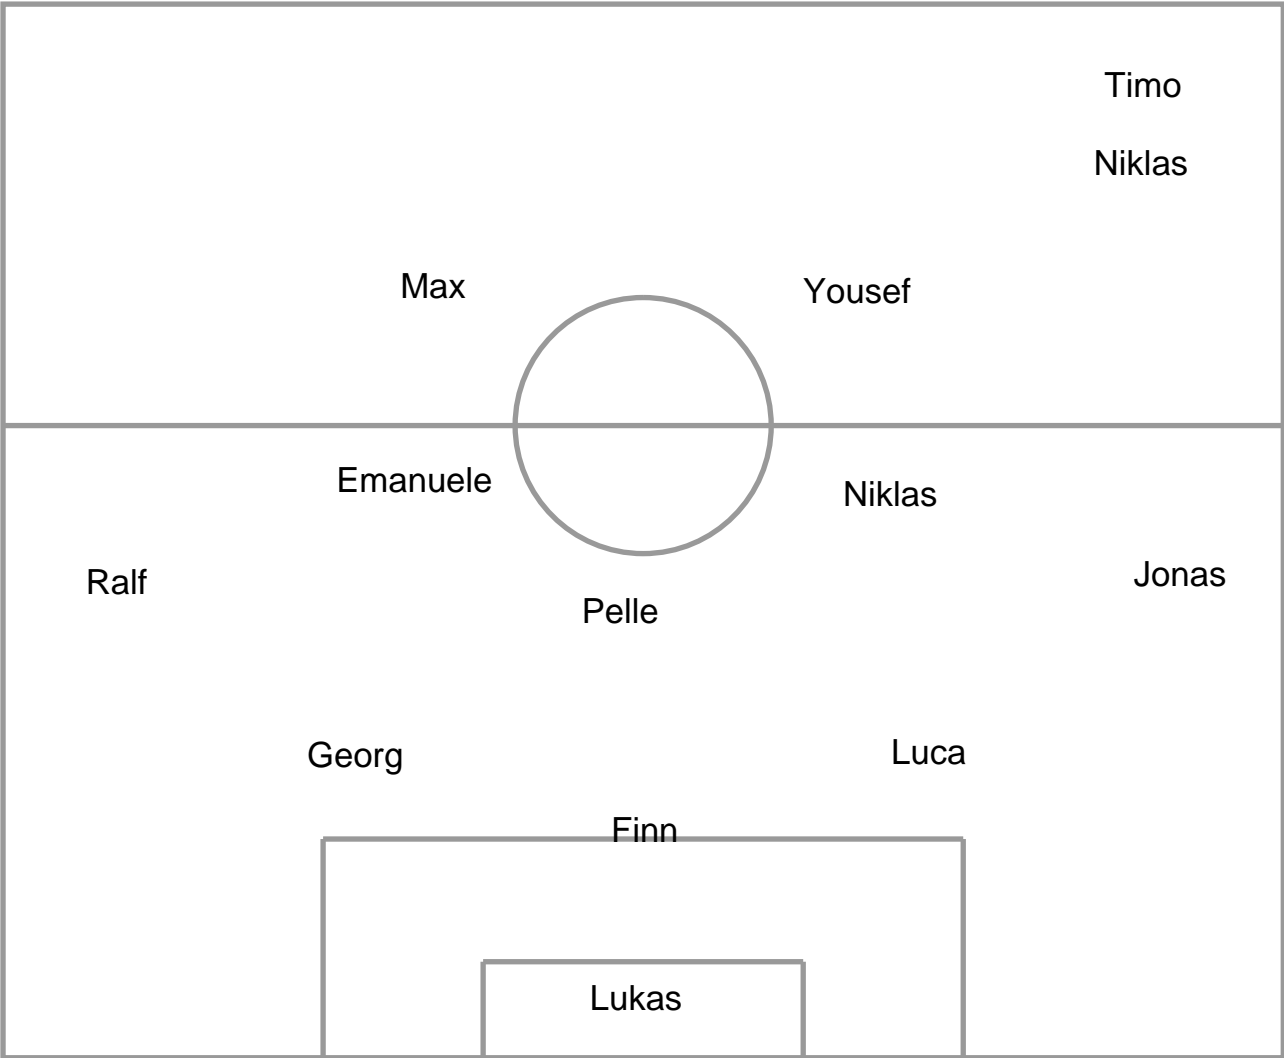 Timo
Niklas
Max
Yousef
Emanuele
Niklas
Ralf
Jonas
Pelle
Georg
Luca
Finn
Lukas